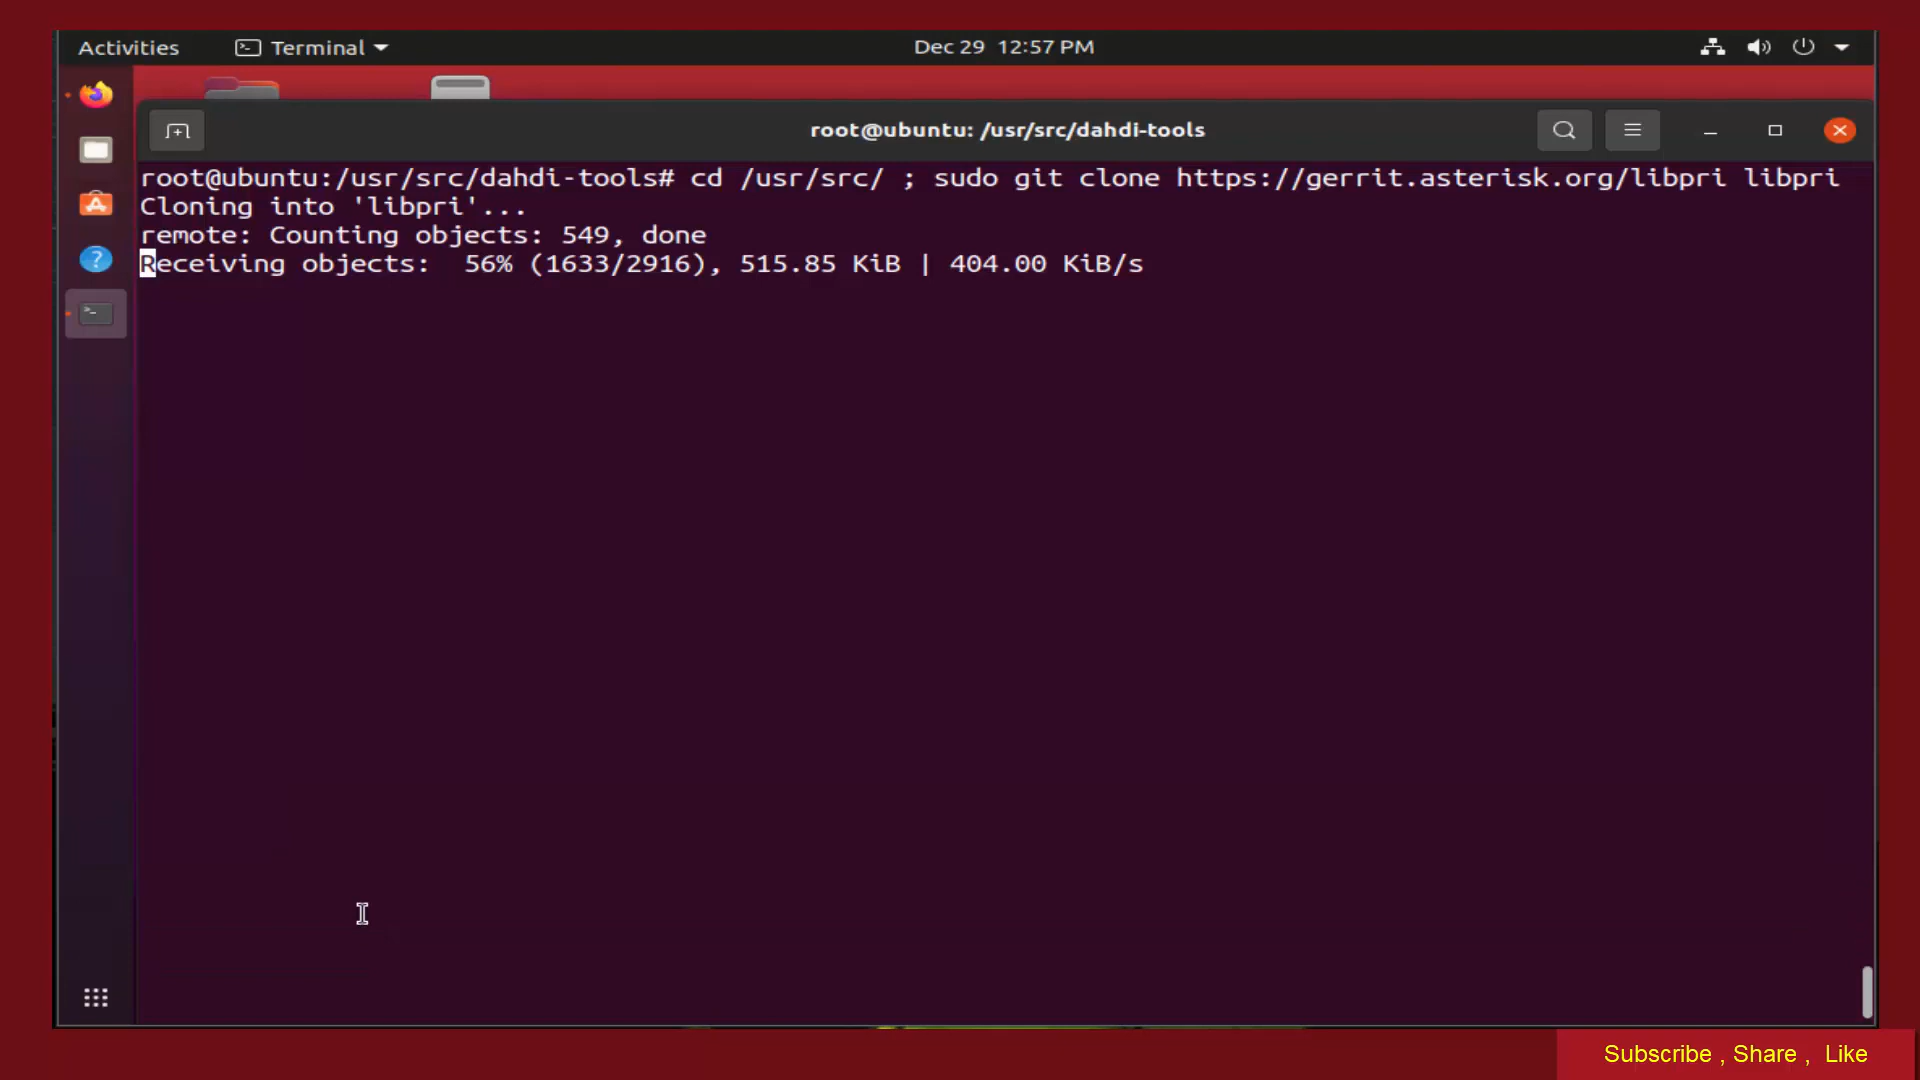 Activities
Terminal
Dec 29 12:57 PM
root@ubuntu: /usr/src/dahdi-tools
root@ubuntu:/usr/src/dahdi-tools# cd /usr/src/ ; sudo git clone https://gerrit.asterisk.org/libpri libpri
Cloning into 'libpri'...
remote: Counting objects: 549, done
Receiving objects:  56% (1633/2916), 515.85 KiB | 404.00 KiB/s
Subscribe , Share ,  Like